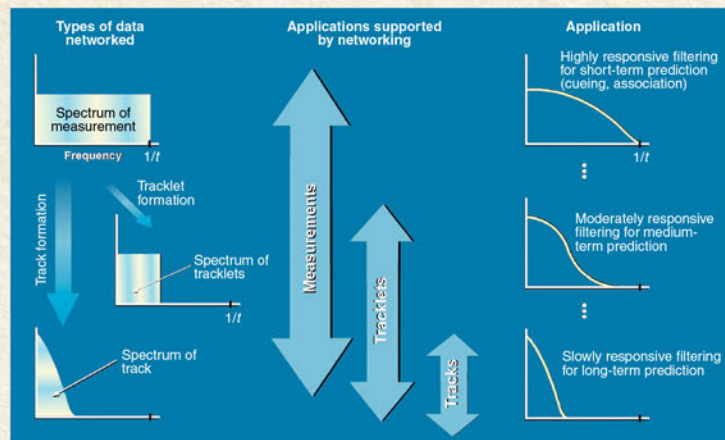 Types of data
networked
Applications supported
by networking
Application
Spectrum of
measurement
Frequency
1/t
Track formation
Tracklet
formation
Spectrum of
tracklets
1/t
Spectrum of
track
Measurements
Tracklets
Tracks
Highly responsive filtering
for short-term prediction
(cueing, association)
1/t
Moderately responsive
filtering for medium-
term prediction
Slowly responsive filtering
for long-term prediction